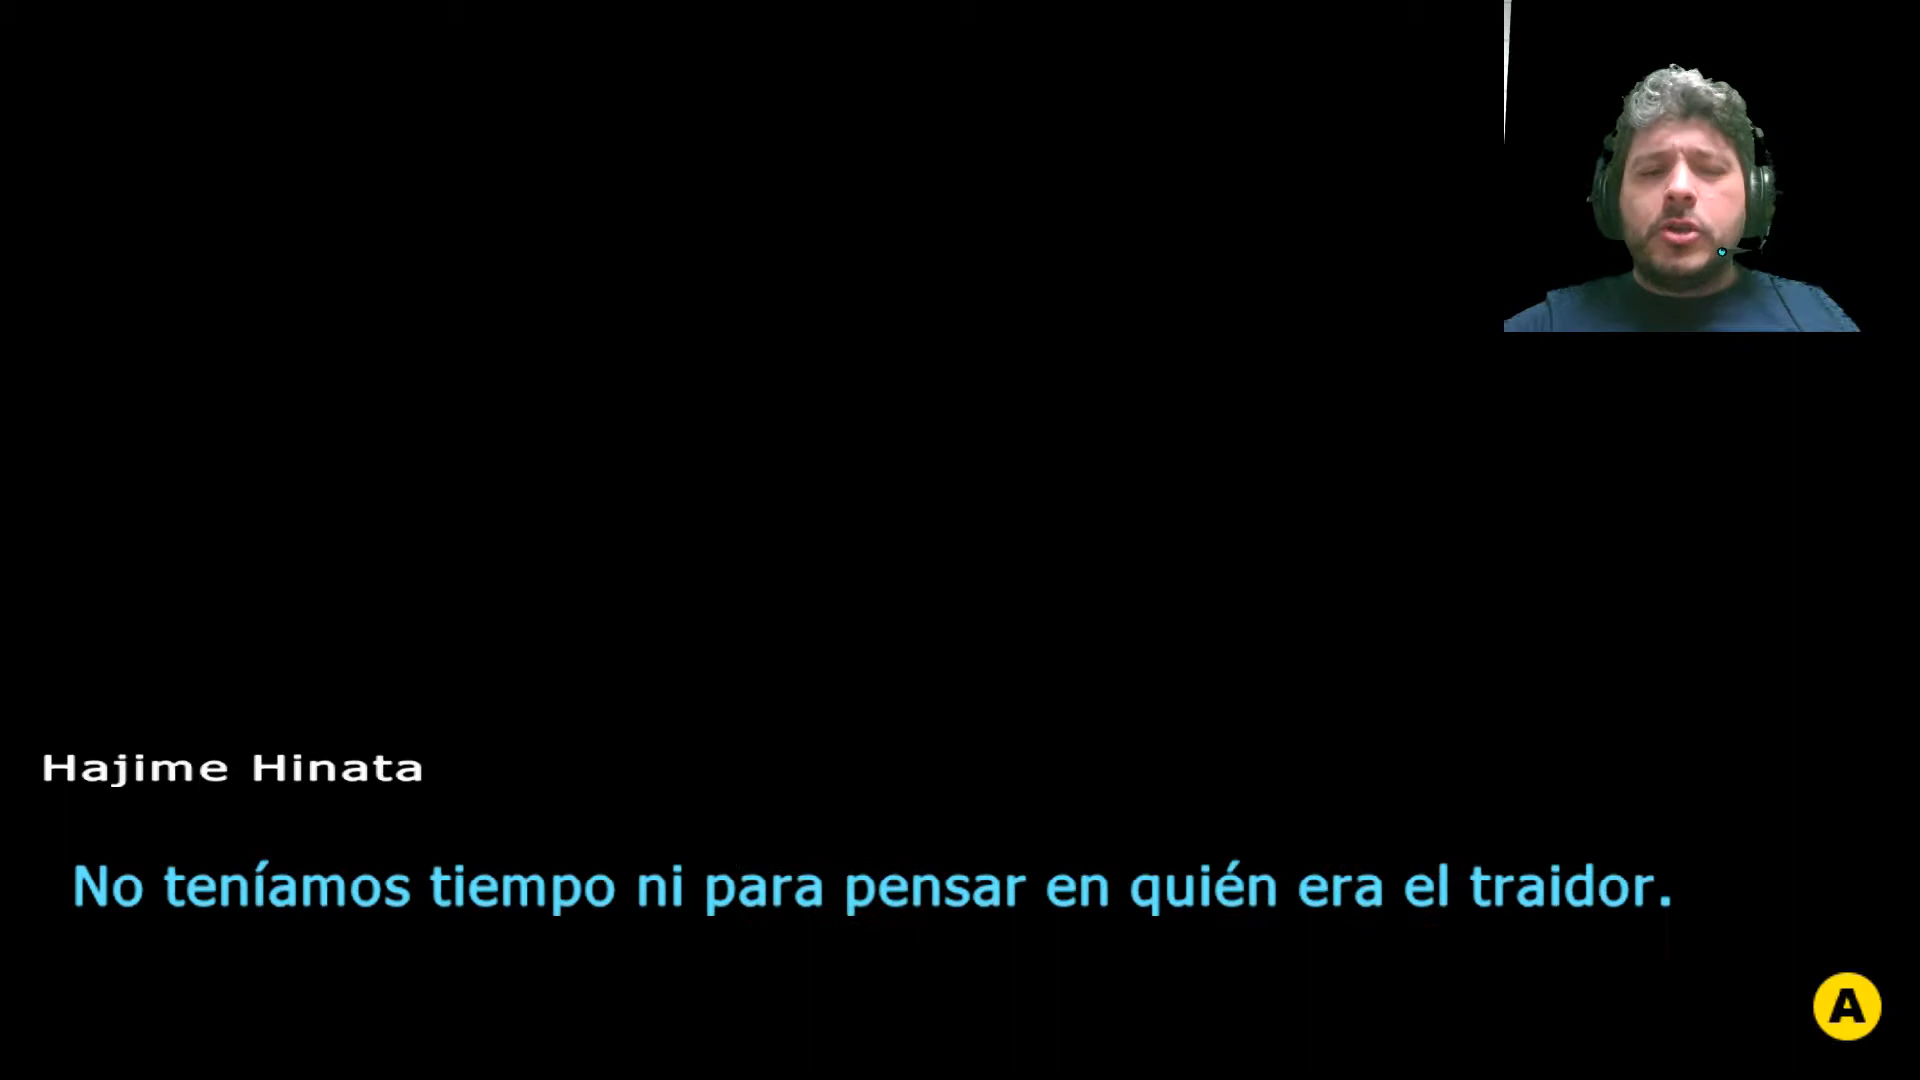 Hajime Hinata
No teníamos tiempo ni para pensar en quién era el traidor.
A